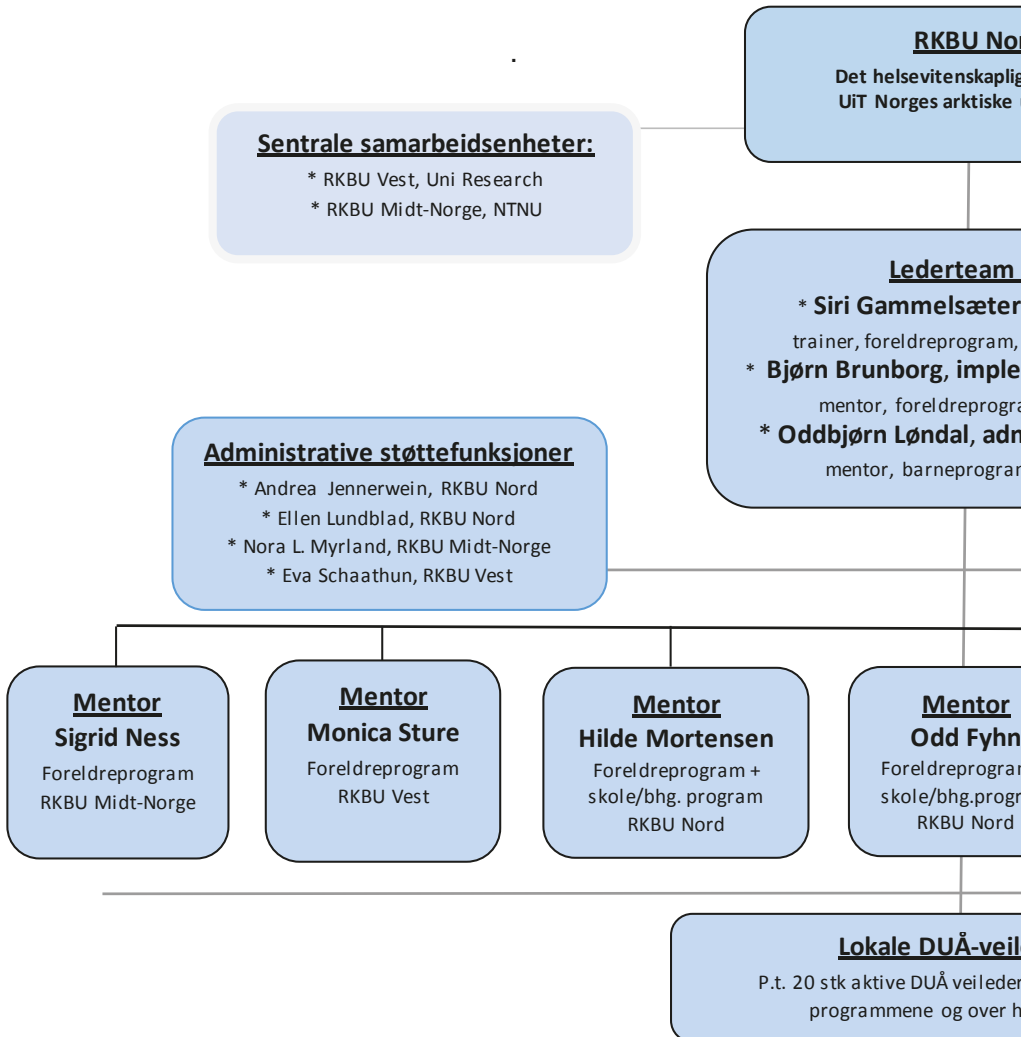 RKBU
Det helsevitenskaplig
UiT Norges arktiske
Sentrale samarbeidsenheter:
* RKBU Vest, Uni Research
* RKBU Midt-Norge, NTNU
Lederteam
* Siri Gammelsæter
trainer, foreldreprogram,
* Bjørn Brunborg, imple
mentor, foreldreprogra
* Oddbjørn Løndal, adm
mentor, barneprogram
Administrative støttefunksjoner
* Andrea Jennerwein, RKBU Nord
* Ellen Lundblad, RKBU Nord
* Nora L. Myrland, RKBU Midt-Norge
* Eva Schaathun, RKBU Vest
Mentor
Sigrid Ness
Foreldreprogram
RKBU Midt-Norge
Mentor
Monica Sture
Foreldreprogram
RKBU Vest
Mentor
Hilde Mortensen
Foreldreprogram +
skole/bhg. program
RKBU Nord
Mentor
Odd Fyhn
Foreldreprogram
skole/bhg.progr
RKBU Nord
Lokale DUÅ-veil
P.t. 20 stk aktive DUÅ veileder
programmene og over h